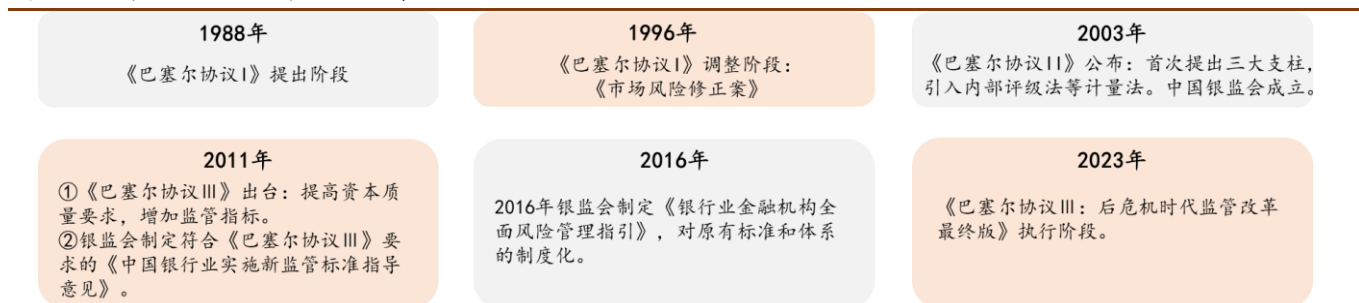 1988年
《巴塞尔协议I》提出阶段
1996年
《巴塞尔协议I》调整阶段：
《市场风险修正案》
2003年
《巴塞尔协议II》公布：首次提出三大支柱，
引入内部评级法等计量法。中国银监会成立。
2011年
①《巴塞尔协议III》出台：提高资本质
量要求，增加监管指标。
②银监会制定符合《巴塞尔协议III》要
求的《中国银行业实施新监管标准指导
意见》。
2016年
2016年银监会制定《银行业金融机构全
面风险管理指引》，对原有标准和体系
的制度化。
2023年
《巴塞尔协议III：后危机时代监管改革
最终版》执行阶段。